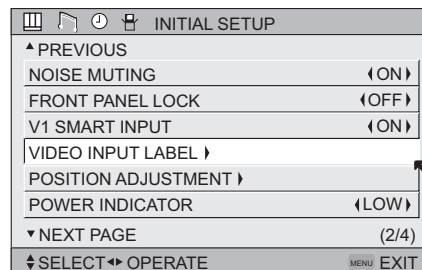 INITIAL SETUP
PREVIOUS
NOISE MUTING ON
FRONT PANEL LOCK OFF
V1 SMART INPUT ON
VIDEO INPUT LABEL
POSITION ADJUSTMENT
POWER INDICATOR LOW
NEXT PAGE (2/4)
SELECT OPERATE MENU EXIT